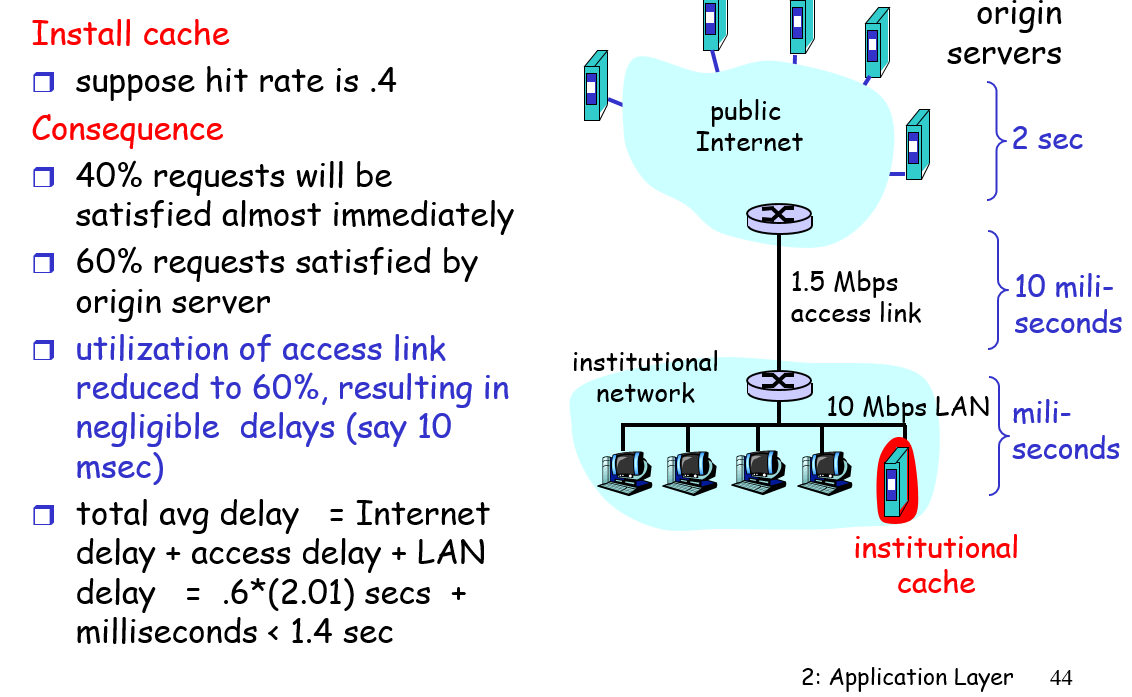 Install cache
suppose hit rate is .4
Consequence
40% requests will be
satisfied almost immediately
60% requests satisfied by
origin server
utilization of access link
reduced to 60%, resulting in
negligible delays (say 10
msec)
total avg delay = Internet
delay + access delay + LAN
delay = .6*(2.01) secs +
milliseconds < 1.4 sec
origin
servers
public
Internet
2 sec
1.5 Mbps
access link
10 mili-
seconds
institutional
network
10 Mbps LAN
mili-
seconds
institutional
cache
2: Application Layer 44